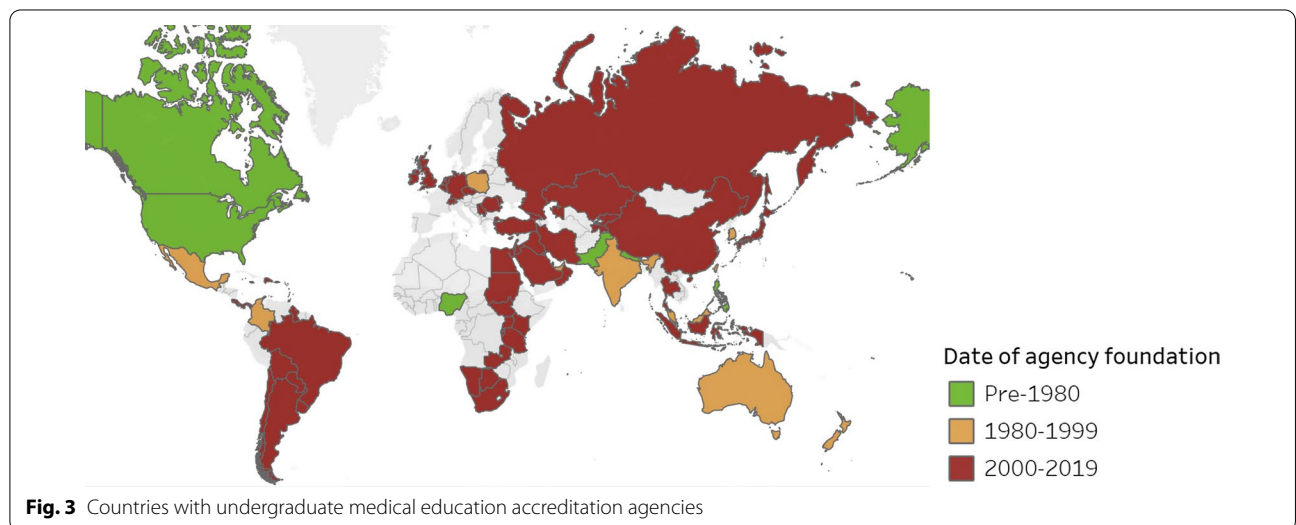 Date of agency foundation
Pre-1980
1980-1999
2000-2019
Fig. 3 Countries with undergraduate medical education accreditation agencies